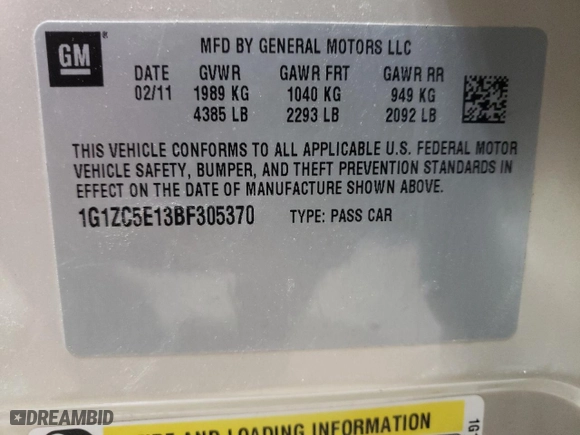 GM ®
MFD BY GENERAL MOTORS LLC
DATE GVWR GAWR FRT GAWR RR
02/11 1989 KG 1040 KG 949 KG
4385 LB 2293 LB 2092 LB
THIS VEHICLE CONFORMS TO ALL APPLICABLE U.S. FEDERAL MOTOR
VEHICLE SAFETY, BUMPER, AND THEFT PREVENTION STANDARDS IN
EFFECT ON THE DATE OF MANUFACTURE SHOWN ABOVE.
1G1ZC5E13BF305370 TYPE: PASS CAR
AND LOADING INFORMATION
1G
DREAMBID